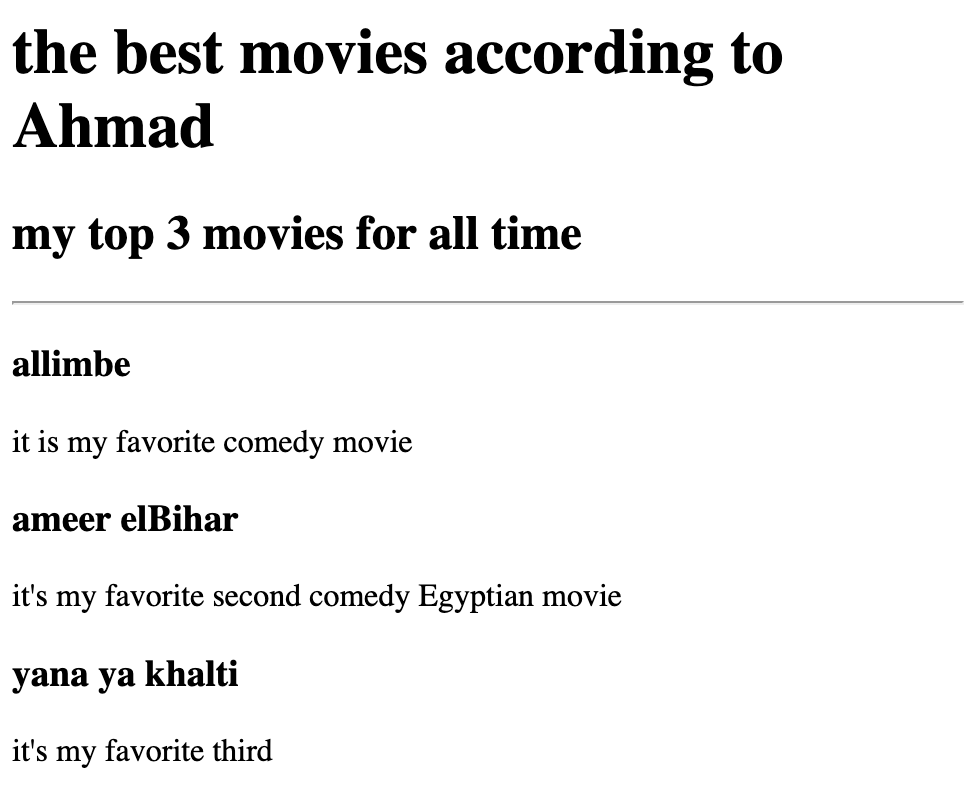 the best movies according to
Ahmad
my top 3 movies for all time
allimbe
it is my favorite comedy movie
ameer elBihar
it's my favorite second comedy Egyptian movie
yana ya khalti
it's my favorite third